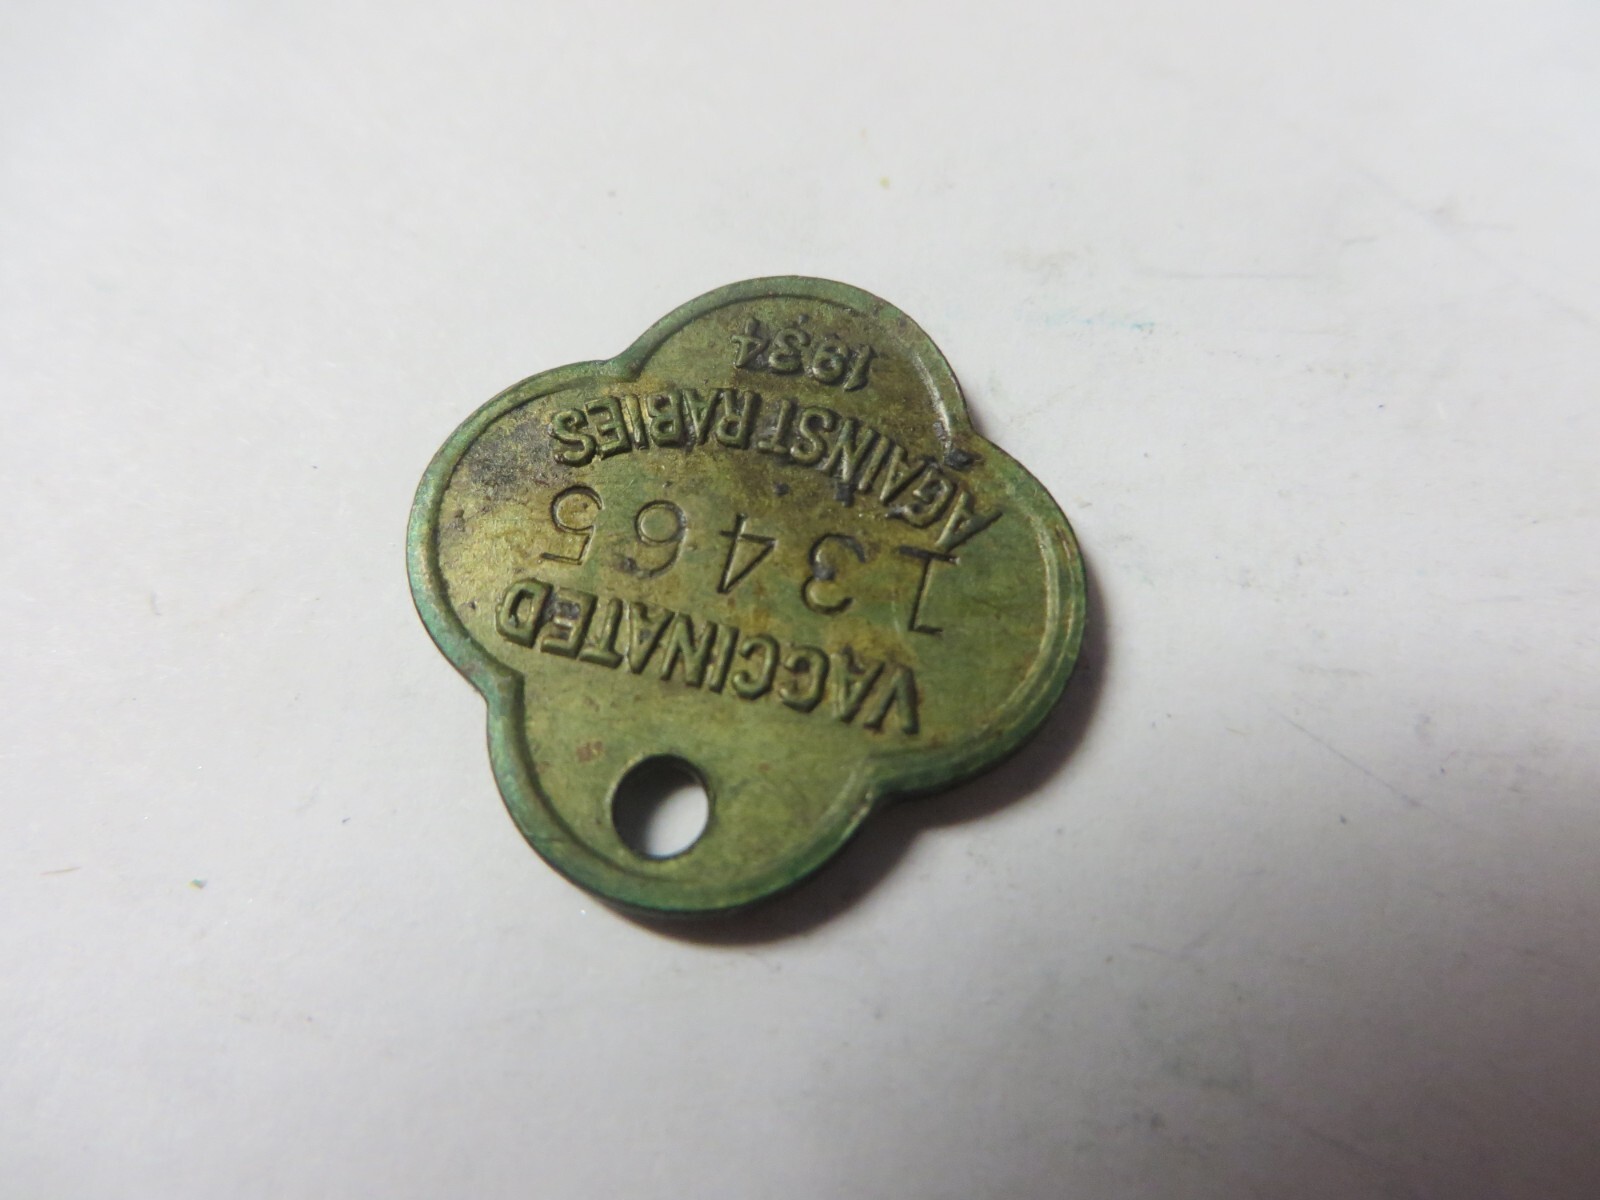 VACCINATED
13465
AGAINST RABIES
1934